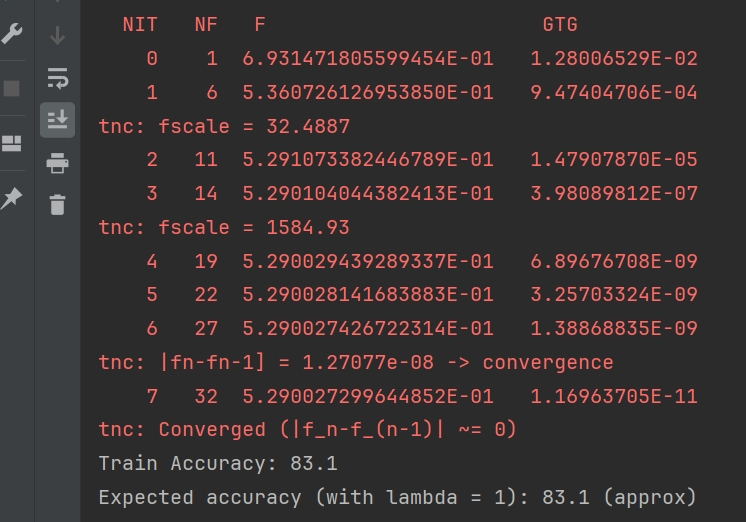 NIT NF F GTG
0 1 6.931471805599454E-01 1.28006529E-02
1 6 5.360726126953850E-01 9.47404706E-04
tnc: fscale = 32.4887
2 11 5.291073382446789E-01 1.47907870E-05
3 14 5.290104044382413E-01 3.98089812E-07
tnc: fscale = 1584.93
4 19 5.290029439289337E-01 6.89676708E-09
5 22 5.290028141683883E-01 3.25703324E-09
6 27 5.290027426722314E-01 1.38868835E-09
tnc: |fn-fn-1] = 1.27077e-08 -> convergence
7 32 5.290027299644852E-01 1.16963705E-11
tnc: Converged (|f_n-f_(n-1)| ~= 0)
Train Accuracy: 83.1
Expected accuracy (with lambda = 1): 83.1 (approx)